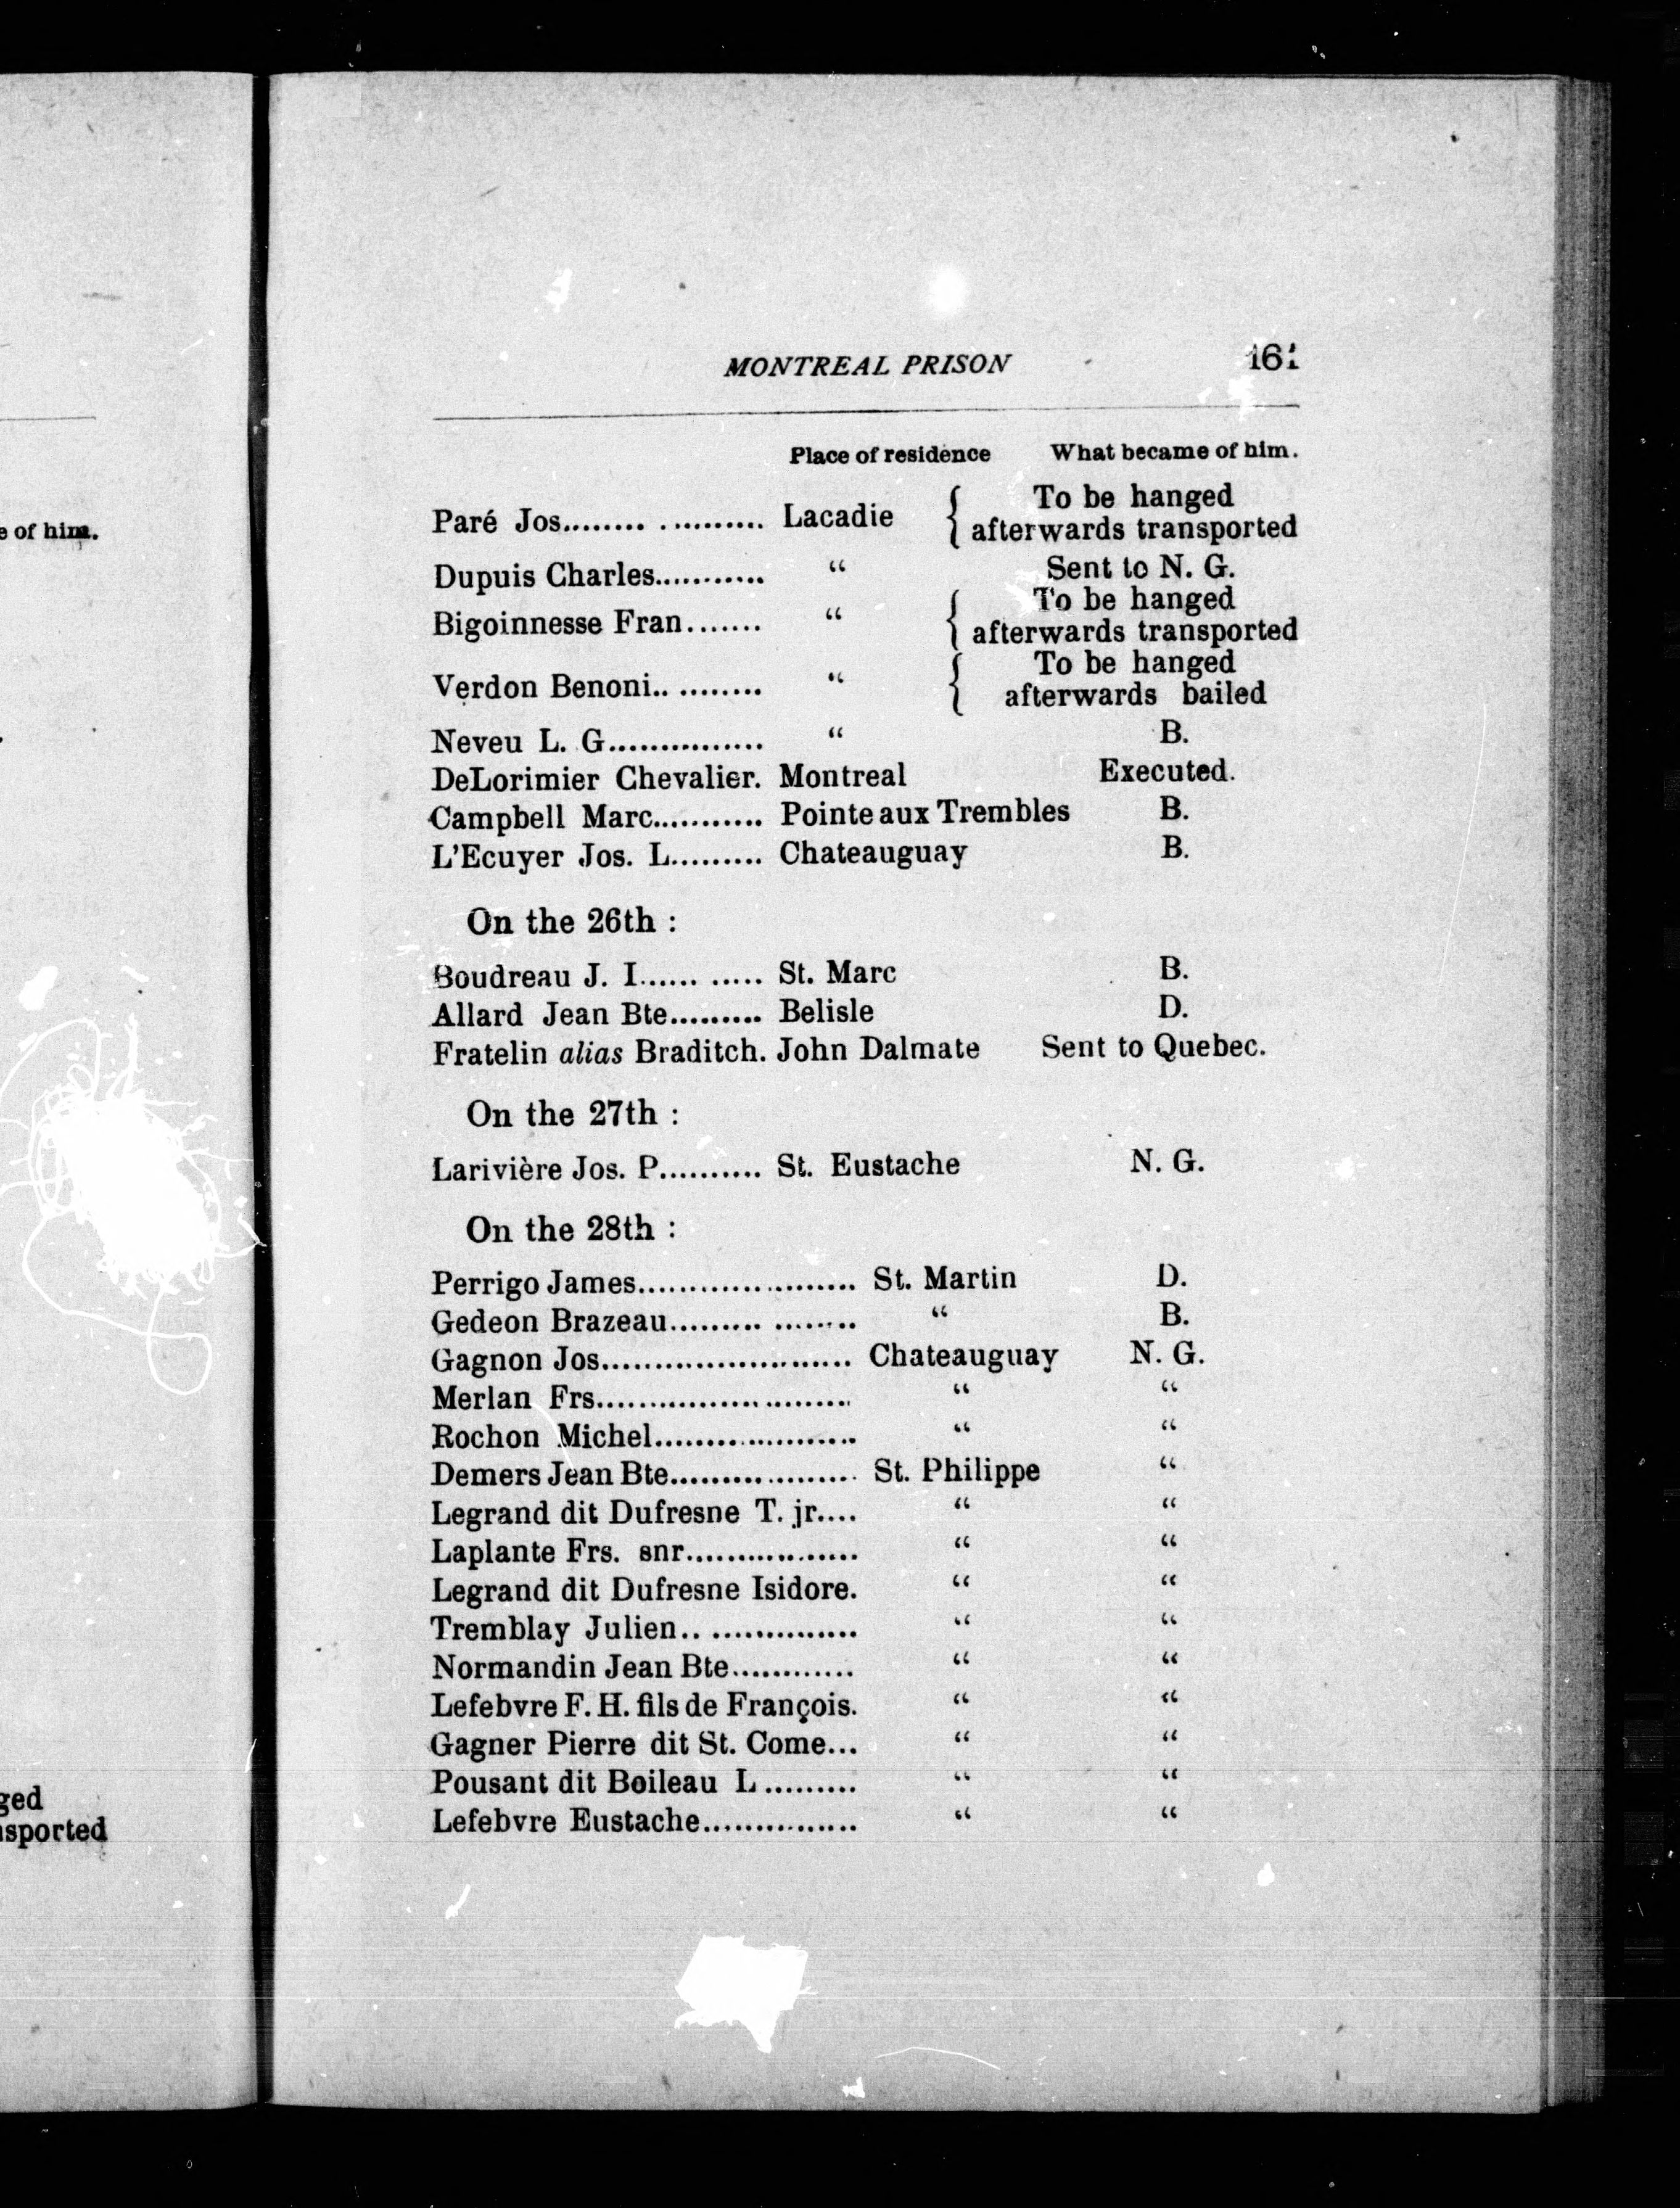 e of him.
ged
sported
MONTREAL PRISON 161
Place of residence What became of him.
Paré Jos........ ........... Lacadie { To be hanged
afterwards transported
Dupuis Charles........... “ Sent to N. G.
Bigoinnesse Fran....... “ { To be hanged
afterwards transported
Verdon Benoni.. ........ “ { To be hanged
afterwards bailed
Neveu L. G............... “ B.
DeLorimier Chevalier. Montreal Executed.
Campbell Marc........... Pointe aux Trembles B.
L'Ecuyer Jos. L......... Chateauguay B.
On the 26th :
Boudreau J. I...... ..... St. Marc B.
Allard Jean Bte......... Belisle D.
Fratelin alias Braditch. John Dalmate Sent to Quebec.
On the 27th :
Larivière Jos. P.......... St. Eustache N. G.
On the 28th :
Perrigo James...................... St. Martin D.
Gedeon Brazeau......... ........ “ B.
Gagnon Jos......................... Chateauguay N. G.
Merlan Frs......................... “ “
Rochon Michel.................... “ “
Demers Jean Bte................... St. Philippe “
Legrand dit Dufresne T. jr.... “ “
Laplante Frs. snr................. “ “
Legrand dit Dufresne Isidore. “ “
Tremblay Julien.. ............... “ “
Normandin Jean Bte............ “ “
Lefebvre F. H. fils de François. “ “
Gagner Pierre dit St. Come... “ “
Pousant dit Boileau L ......... “ “
Lefebvre Eustache............... “ “